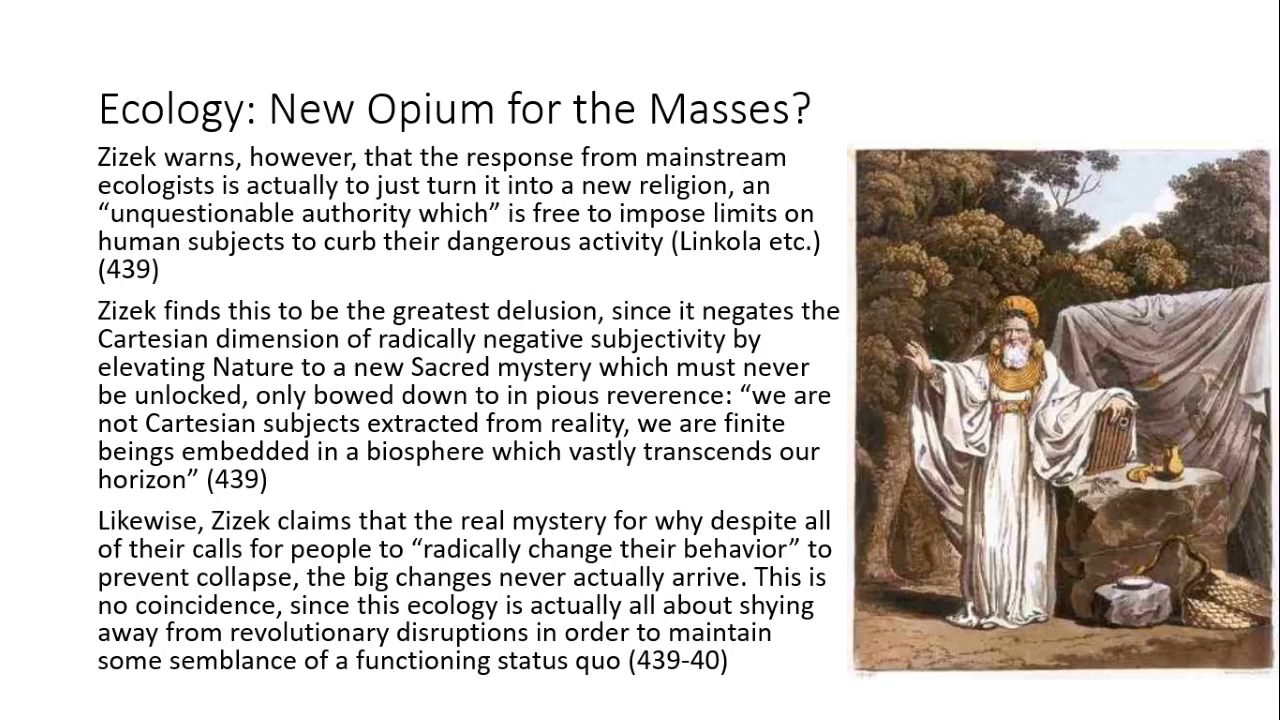 Ecology: New Opium for the Masses?
Zizek warns, however, that the response from mainstream
ecologists is actually to just turn it into a new religion, an
“unquestionable authority which” is free to impose limits on
human subjects to curb their dangerous activity (Linkola etc.)
(439)
Zizek finds this to be the greatest delusion, since it negates the
Cartesian dimension of radically negative subjectivity by
elevating Nature to a new Sacred mystery which must never
be unlocked, only bowed down to in pious reverence: “we are
not Cartesian subjects extracted from reality, we are finite
beings embedded in a biosphere which vastly transcends our
horizon” (439)
Likewise, Zizek claims that the real mystery for why despite all
of their calls for people to “radically change their behavior” to
prevent collapse, the big changes never actually arrive. This is
no coincidence, since this ecology is actually all about shying
away from revolutionary disruptions in order to maintain
some semblance of a functioning status quo (439-40)